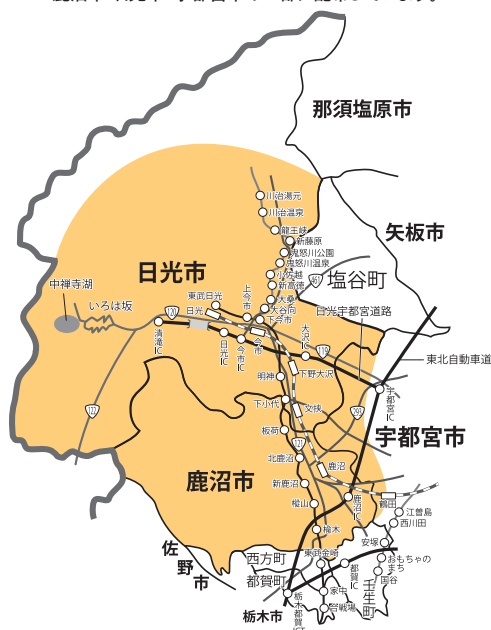 那須塩原市
川治湯元
川治温泉
龍王峡
新藤原
矢板市
鬼怒川公園
鬼怒川温泉
日光市
小佐越
461
塩谷町
中禅寺湖
新高徳
上今市
東武日光
大桑
いろは坂
大谷向
日光宇都宮道路
120
日光
下今市
清滝IC
日光IC
今市IC
今市
大沢IC
119
東北自動車道
下野大沢
明神
宇都宮IC
下小代
文挟
122
293
板荷
121
宇都宮市
北鹿沼
鹿沼
鹿沼市
新鹿沼
樅山
鹿沼IC
鶴田
江曽島
西川田
楡木
佐野市
安塚
西方町
東武金崎
おもちゃのまち
都賀町
都賀IC
国谷
壬生町
家中
合戦場
栃木市
栃木都賀